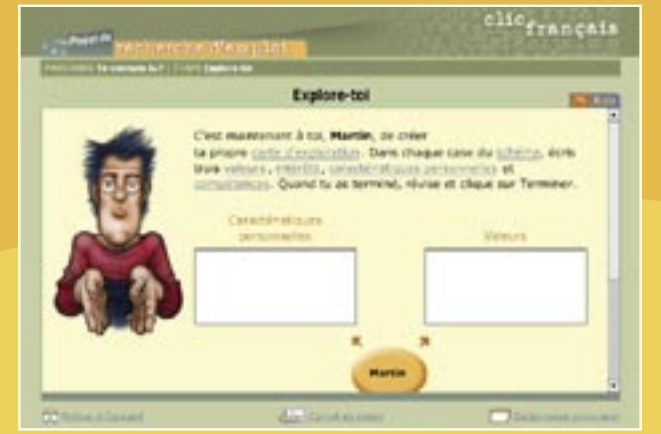 clic français
Projet de
recherche d'emploi
Explore-toi
C'est maintenant à toi, Martin, de créer
ta propre carte d'exploration. Dans chaque case du schéma, écris
tes valeurs, intérêts, caractéristiques personnelles et
compétences. Quand tu as terminé, révise et clique sur Terminer.
Caractéristiques
personnelles
Valeurs
Martin